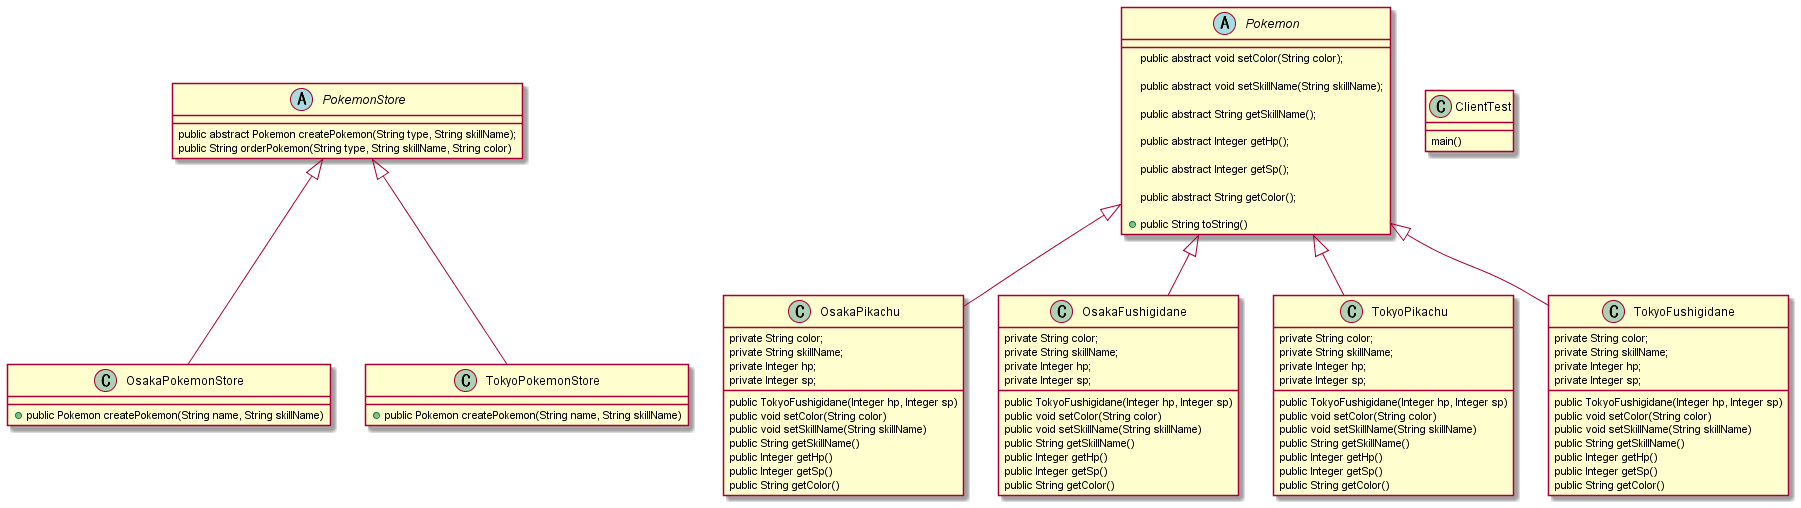 A PokemonStore
public abstract Pokemon createPokemon(String type, String skillName);
public String orderPokemon(String type, String skillName, String color)
C OsakaPokemonStore
public Pokemon createPokemon(String name, String skillName)
C TokyoPokemonStore
public Pokemon createPokemon(String name, String skillName)
A Pokemon
public abstract void setColor(String color);
public abstract void setSkillName(String skillName);
public abstract String getSkillName();
public abstract Integer getHp();
public abstract Integer getSp();
public abstract String getColor();
public String toString()
C ClientTest
main()
C OsakaPikachu
private String color;
private String skillName;
private Integer hp;
private Integer sp;
public TokyoFushigidane(Integer hp, Integer sp)
public void setColor(String color)
public void setSkillName(String skillName)
public String getSkillName()
public Integer getHp()
public Integer getSp()
public String getColor()
C OsakaFushigidane
private String color;
private String skillName;
private Integer hp;
private Integer sp;
public TokyoFushigidane(Integer hp, Integer sp)
public void setColor(String color)
public void setSkillName(String skillName)
public String getSkillName()
public Integer getHp()
public Integer getSp()
public String getColor()
C TokyoPikachu
private String color;
private String skillName;
private Integer hp;
private Integer sp;
public TokyoFushigidane(Integer hp, Integer sp)
public void setColor(String color)
public void setSkillName(String skillName)
public String getSkillName()
public Integer getHp()
public Integer getSp()
public String getColor()
C TokyoFushigidane
private String color;
private String skillName;
private Integer hp;
private Integer sp;
public TokyoFushigidane(Integer hp, Integer sp)
public void setColor(String color)
public void setSkillName(String skillName)
public String getSkillName()
public Integer getHp()
public Integer getSp()
public String getColor()